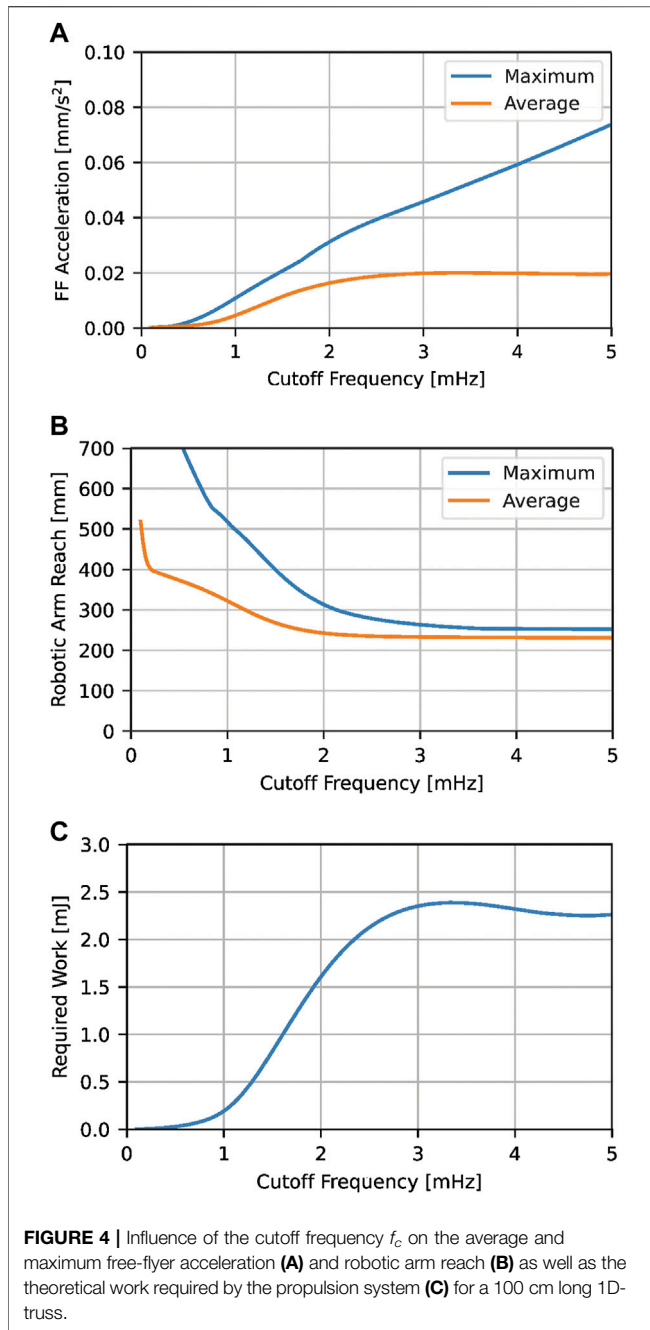 A
0.10
0.08
0.06
0.04
0.02
0.00
FF Acceleration [mm/s²]
Maximum
Average
0 1 2 3 4 5
Cutoff Frequency [mHz]
B
700
600
500
400
300
200
100
0
Robotic Arm Reach [mm]
Maximum
Average
0 1 2 3 4 5
Cutoff Frequency [mHz]
C
3.0
2.5
2.0
1.5
1.0
0.5
0.0
Required Work [mJ]
0 1 2 3 4 5
Cutoff Frequency [mHz]
FIGURE 4 | Influence of the cutoff frequency f_c on the average and
maximum free-flyer acceleration (A) and robotic arm reach (B) as well as the
theoretical work required by the propulsion system (C) for a 100 cm long 1D-
truss.